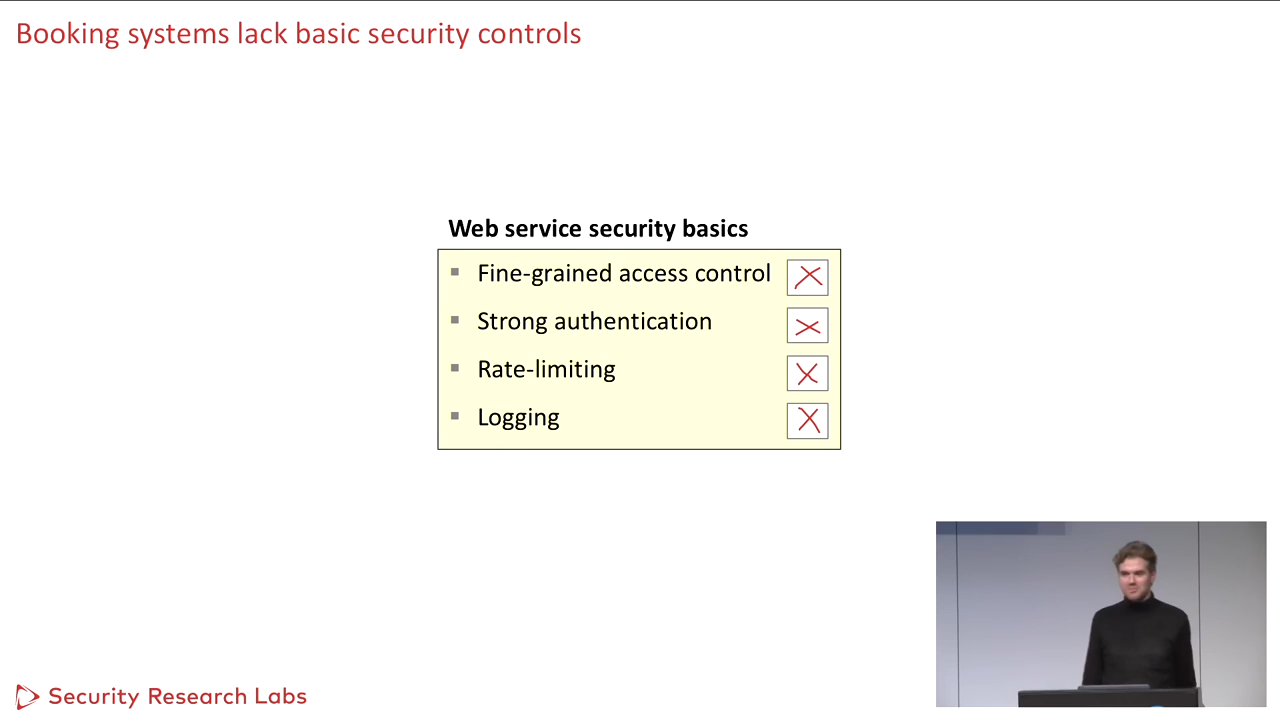 Booking systems lack basic security controls
Web service security basics
Fine-grained access control
Strong authentication
Rate-limiting
Logging
Security Research Labs